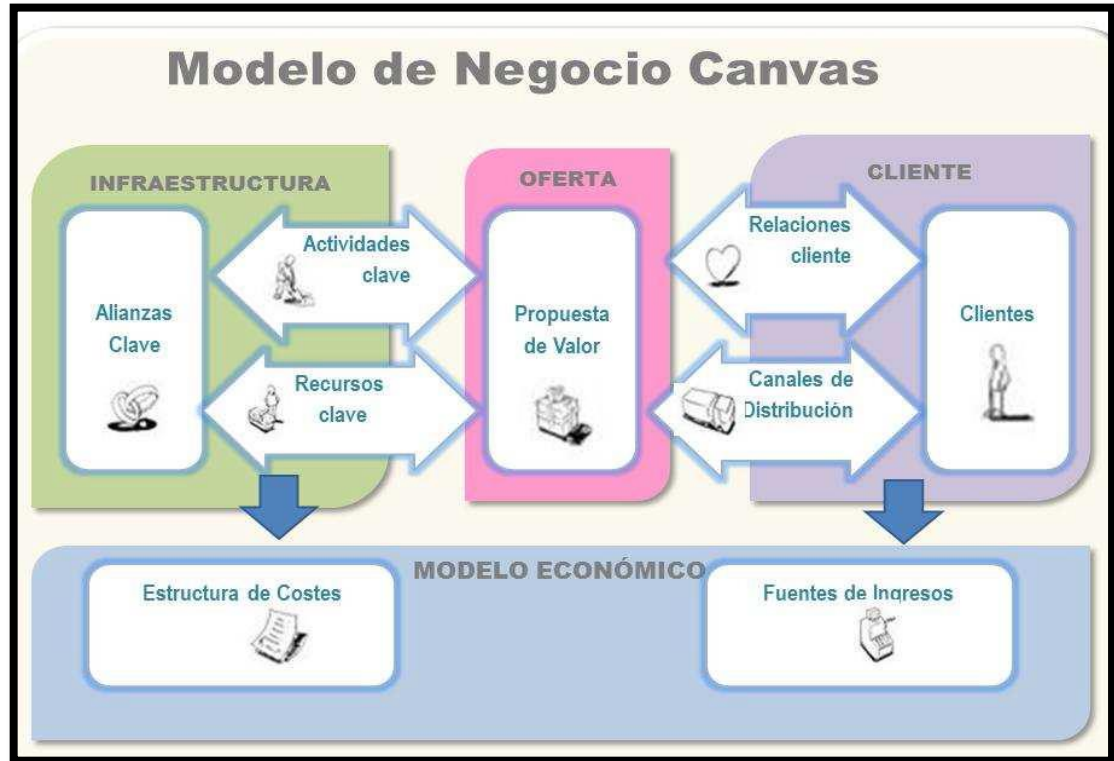 Modelo de Negocio Canvas
INFRAESTRUCTURA
Alianzas
Clave
Actividades
clave
Recursos
clave
OFERTA
Propuesta
de Valor
CLIENTE
Relaciones
cliente
Canales de
Distribución
Clientes
MODELO ECONÓMICO
Estructura de Costes
Fuentes de Ingresos